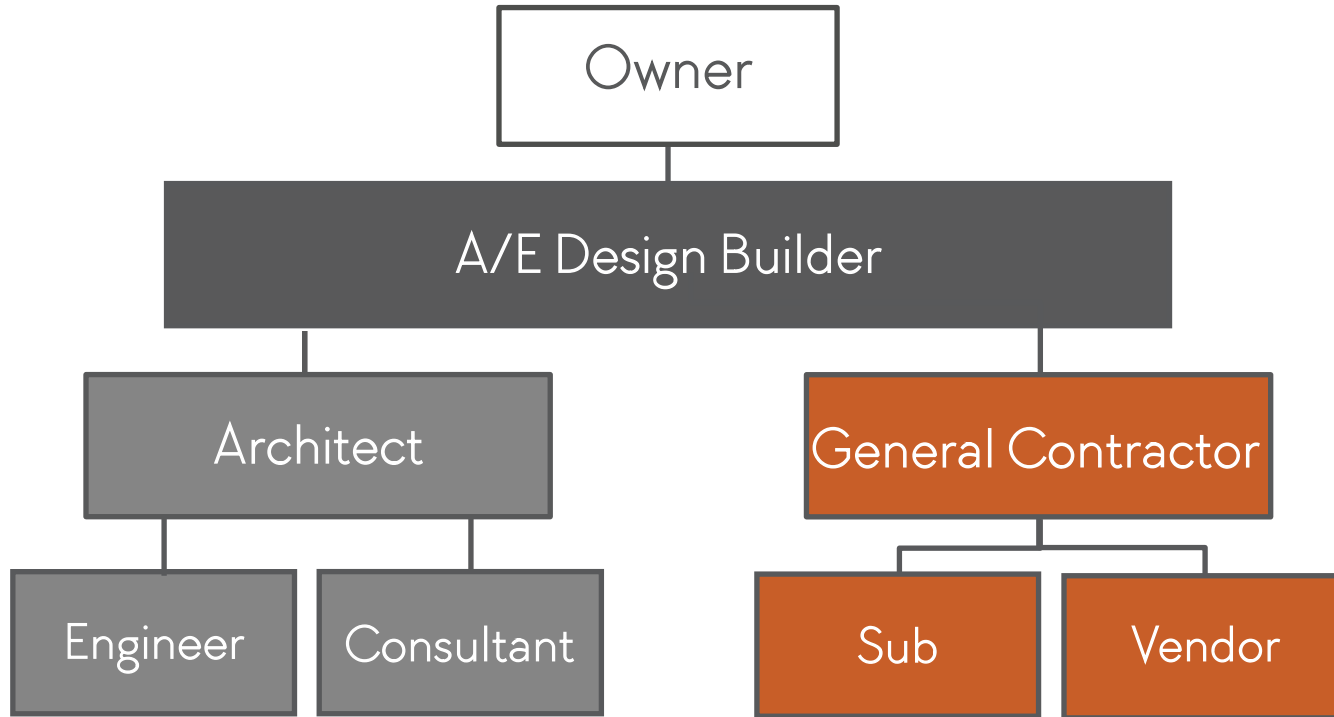 Owner
A/E Design Builder
Architect
General Contractor
Engineer
Consultant
Sub
Vendor